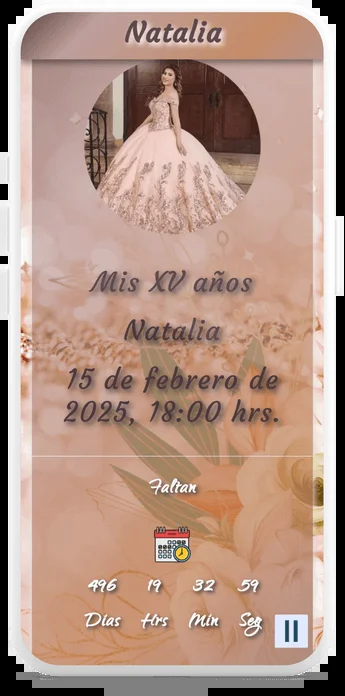 Natalia
Mis XV años
Natalia
15 de febrero de
2025, 18:00 hrs.
Faltan
496 19 32 59
Dias Hrs Min Seg